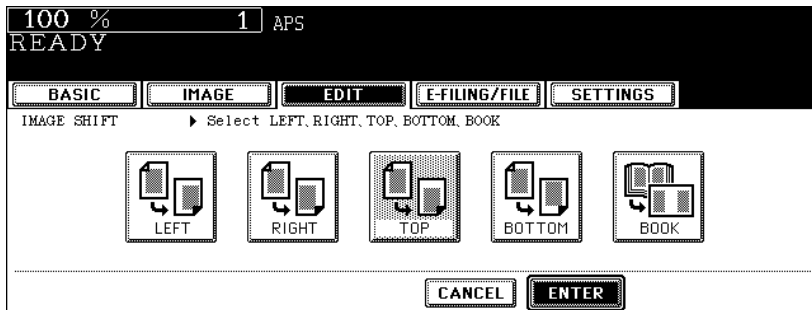 100 % 1 APS
READY
BASIC IMAGE EDIT E-FILING/FILE SETTINGS
IMAGE SHIFT ▶ Select LEFT, RIGHT, TOP, BOTTOM, BOOK
LEFT RIGHT TOP BOTTOM BOOK
CANCEL ENTER